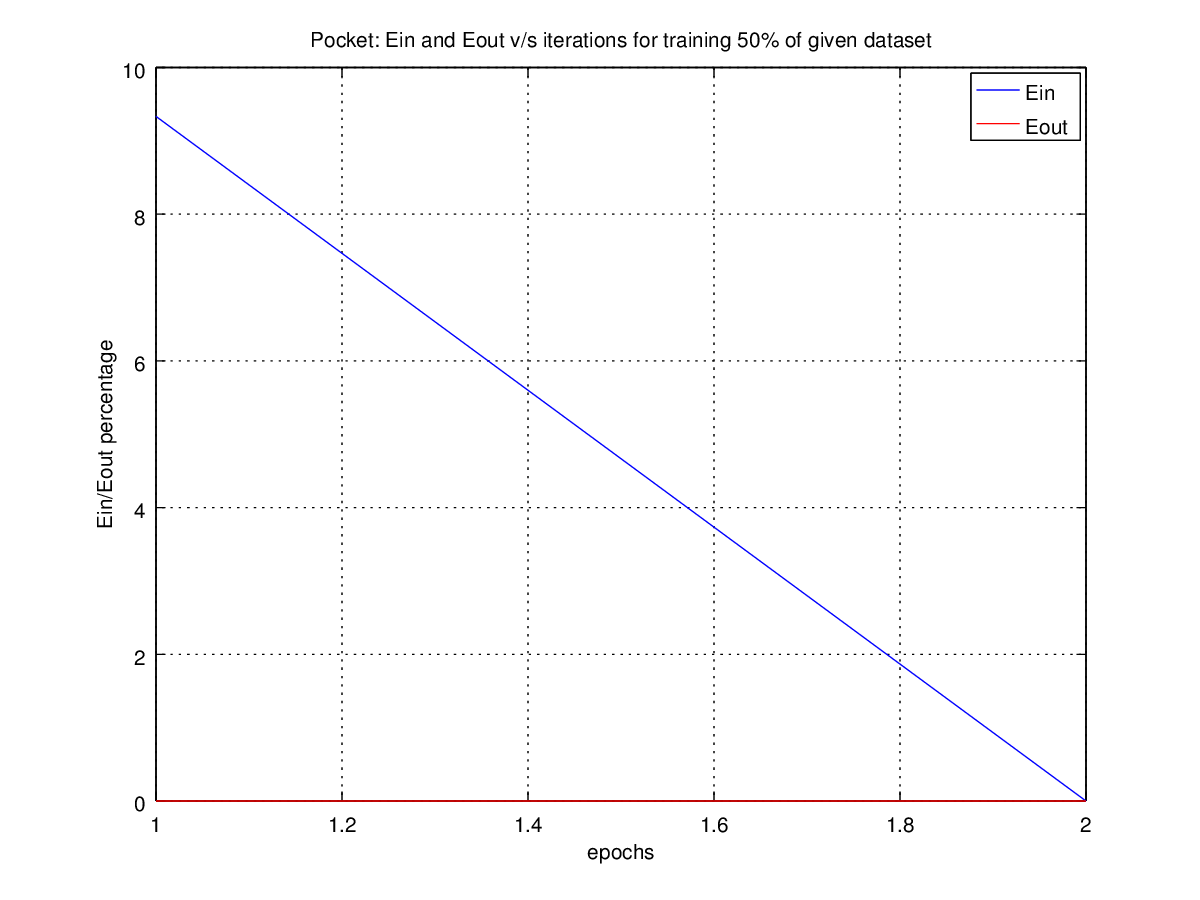 Pocket: Ein and Eout v/s iterations for training 50% of given dataset
10
Ein
Eout
8
6
Ein/Eout percentage
4
2
0
1 1.2 1.4 1.6 1.8 2
epochs